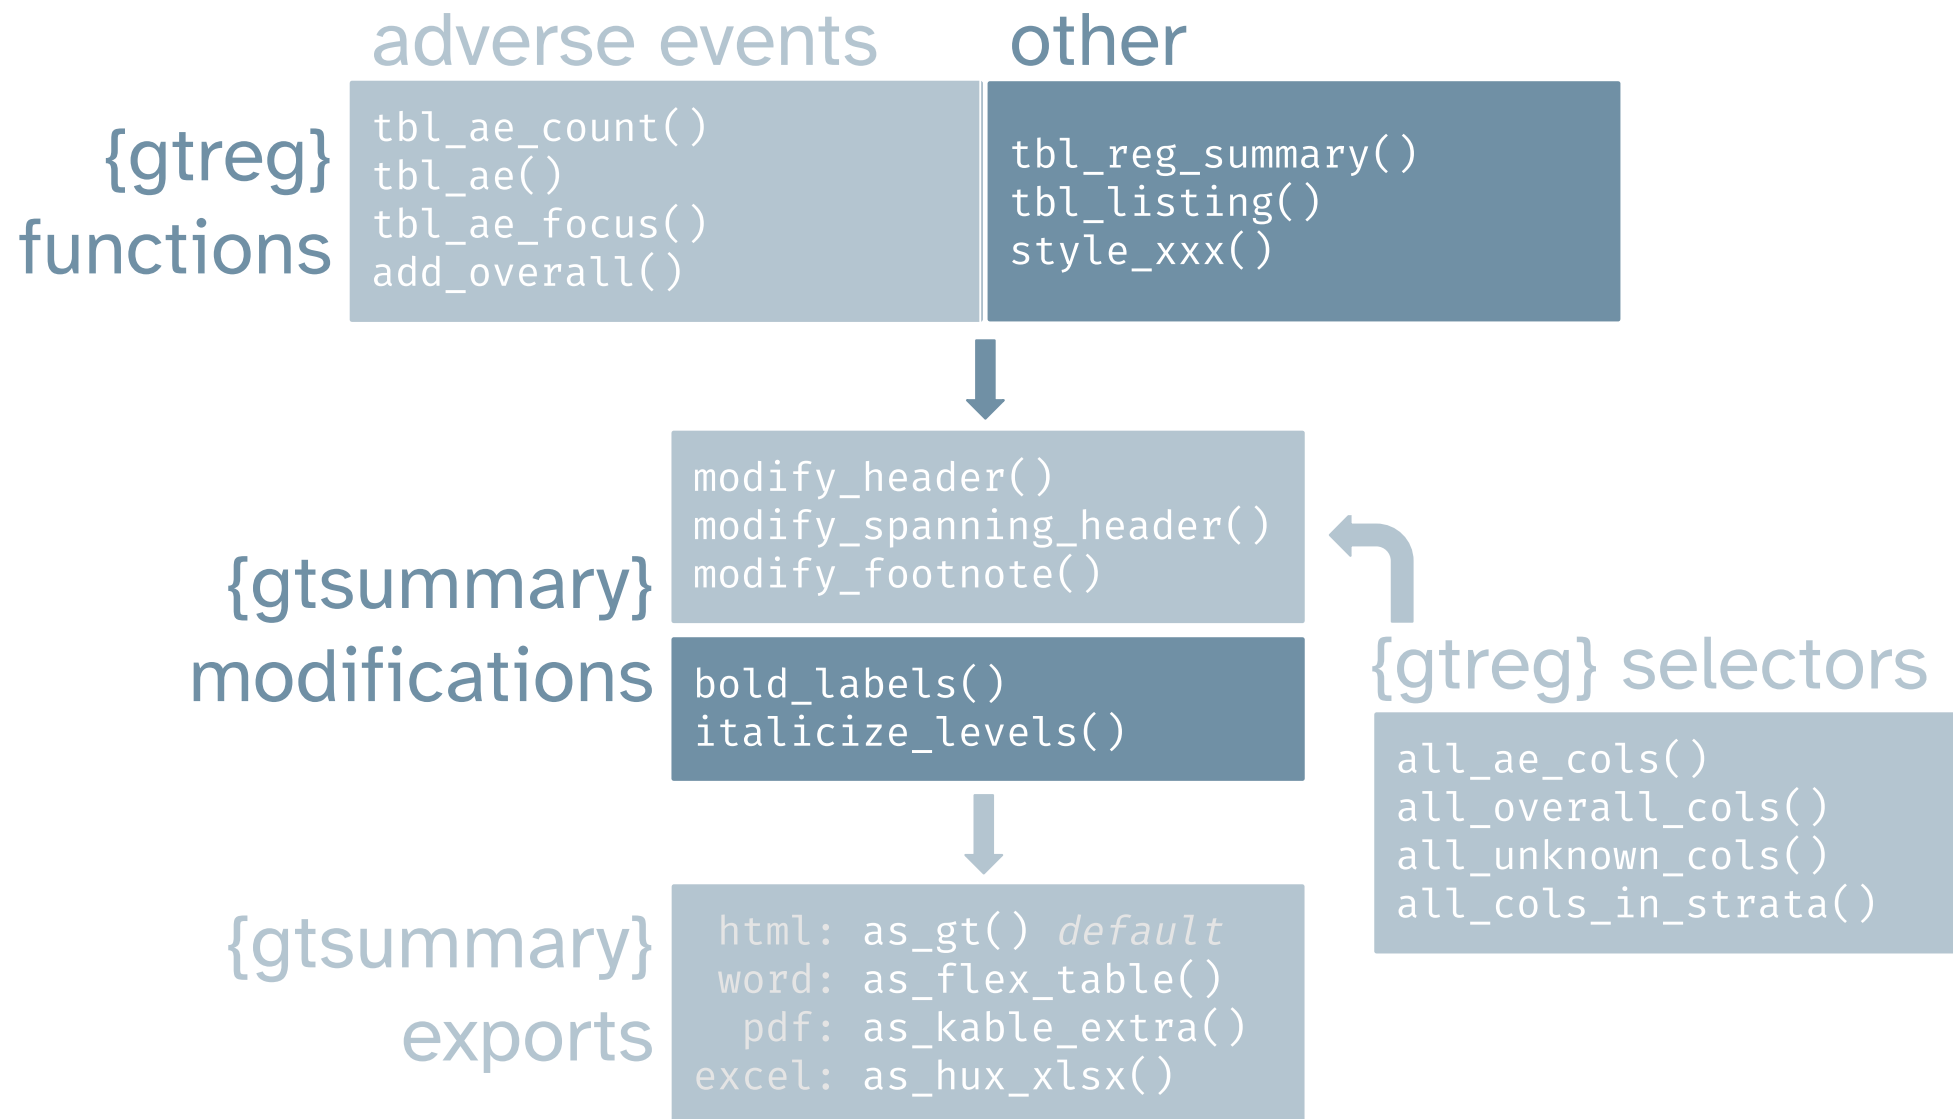 adverse events
other
{gtreg}
functions
tbl_ae_count()
tbl_ae()
tbl_ae_focus()
add_overall()
tbl_reg_summary()
tbl_listing()
style_xxx()
{gtsummary}
modifications
modify_header()
modify_spanning_header()
modify_footnote()
bold_labels()
italicize_levels()
{gtreg} selectors
all_ae_cols()
all_overall_cols()
all_unknown_cols()
all_cols_in_strata()
{gtsummary}
exports
html: as_gt() default
word: as_flex_table()
pdf: as_kable_extra()
excel: as_hux_xlsx()